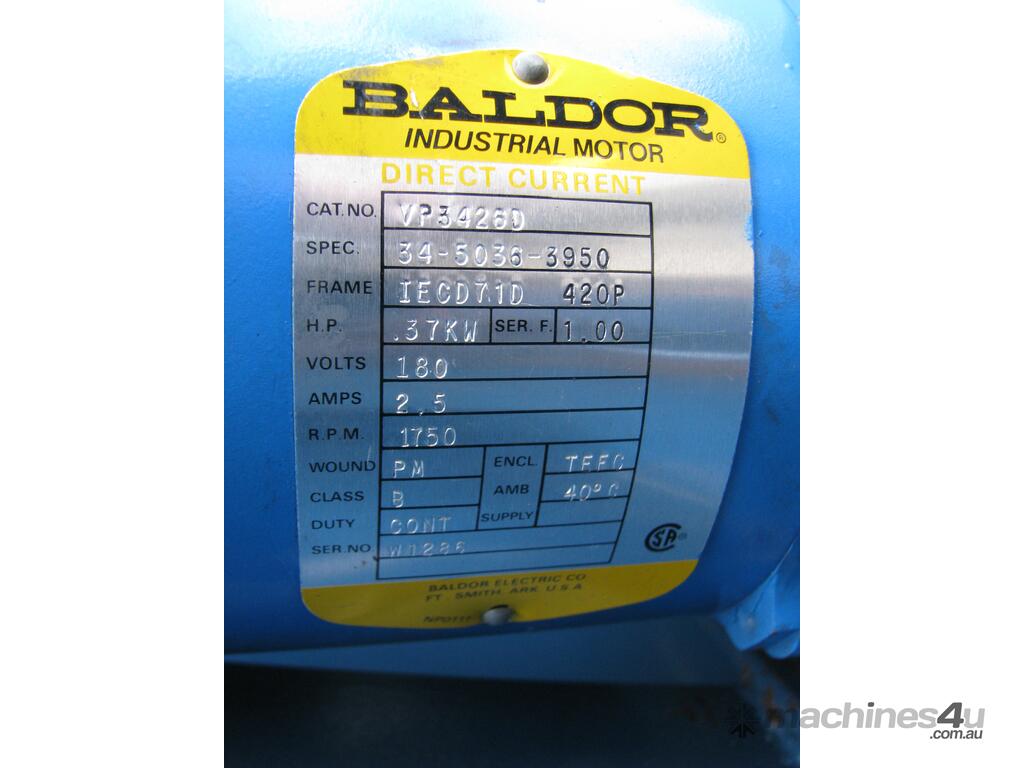 BALDOR®
INDUSTRIAL MOTOR
DIRECT CURRENT
CAT.NO. VP3426D
SPEC. 34-5036-3950
FRAME IECD71D 420P
H.P. .37KW SER. F. 1.00
VOLTS 180
AMPS 2.5
R.P.M. 1750
WOUND PM ENCL. TEFC
CLASS B AMB 40°C
DUTY CONT SUPPLY
SER.NO. W1286
SA®
BALDOR ELECTRIC CO
FT. SMITH, ARK. U.S.A.
machines4u
.com.au